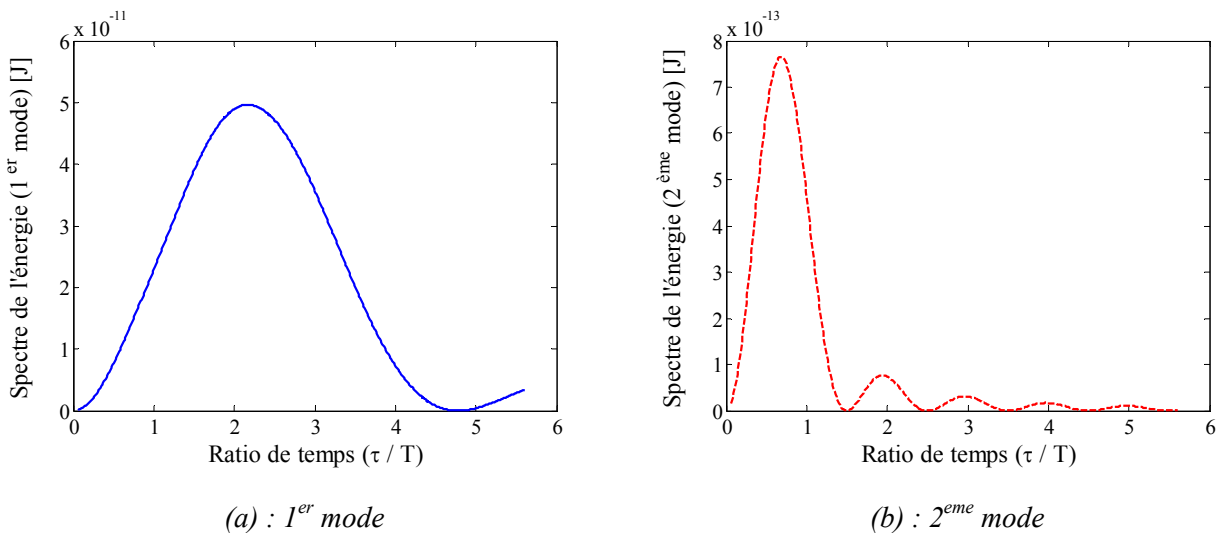 x 10^-11
6
5
4
3
2
1
0
0 1 2 3 4 5 6
Spectre de l'énergie (1 er mode) [J]
Ratio de temps (τ / T)
(a) : 1er mode
x 10^-13
8
7
6
5
4
3
2
1
0
0 1 2 3 4 5 6
Spectre de l'énergie (2 ème mode) [J]
Ratio de temps (τ / T)
(b) : 2eme mode